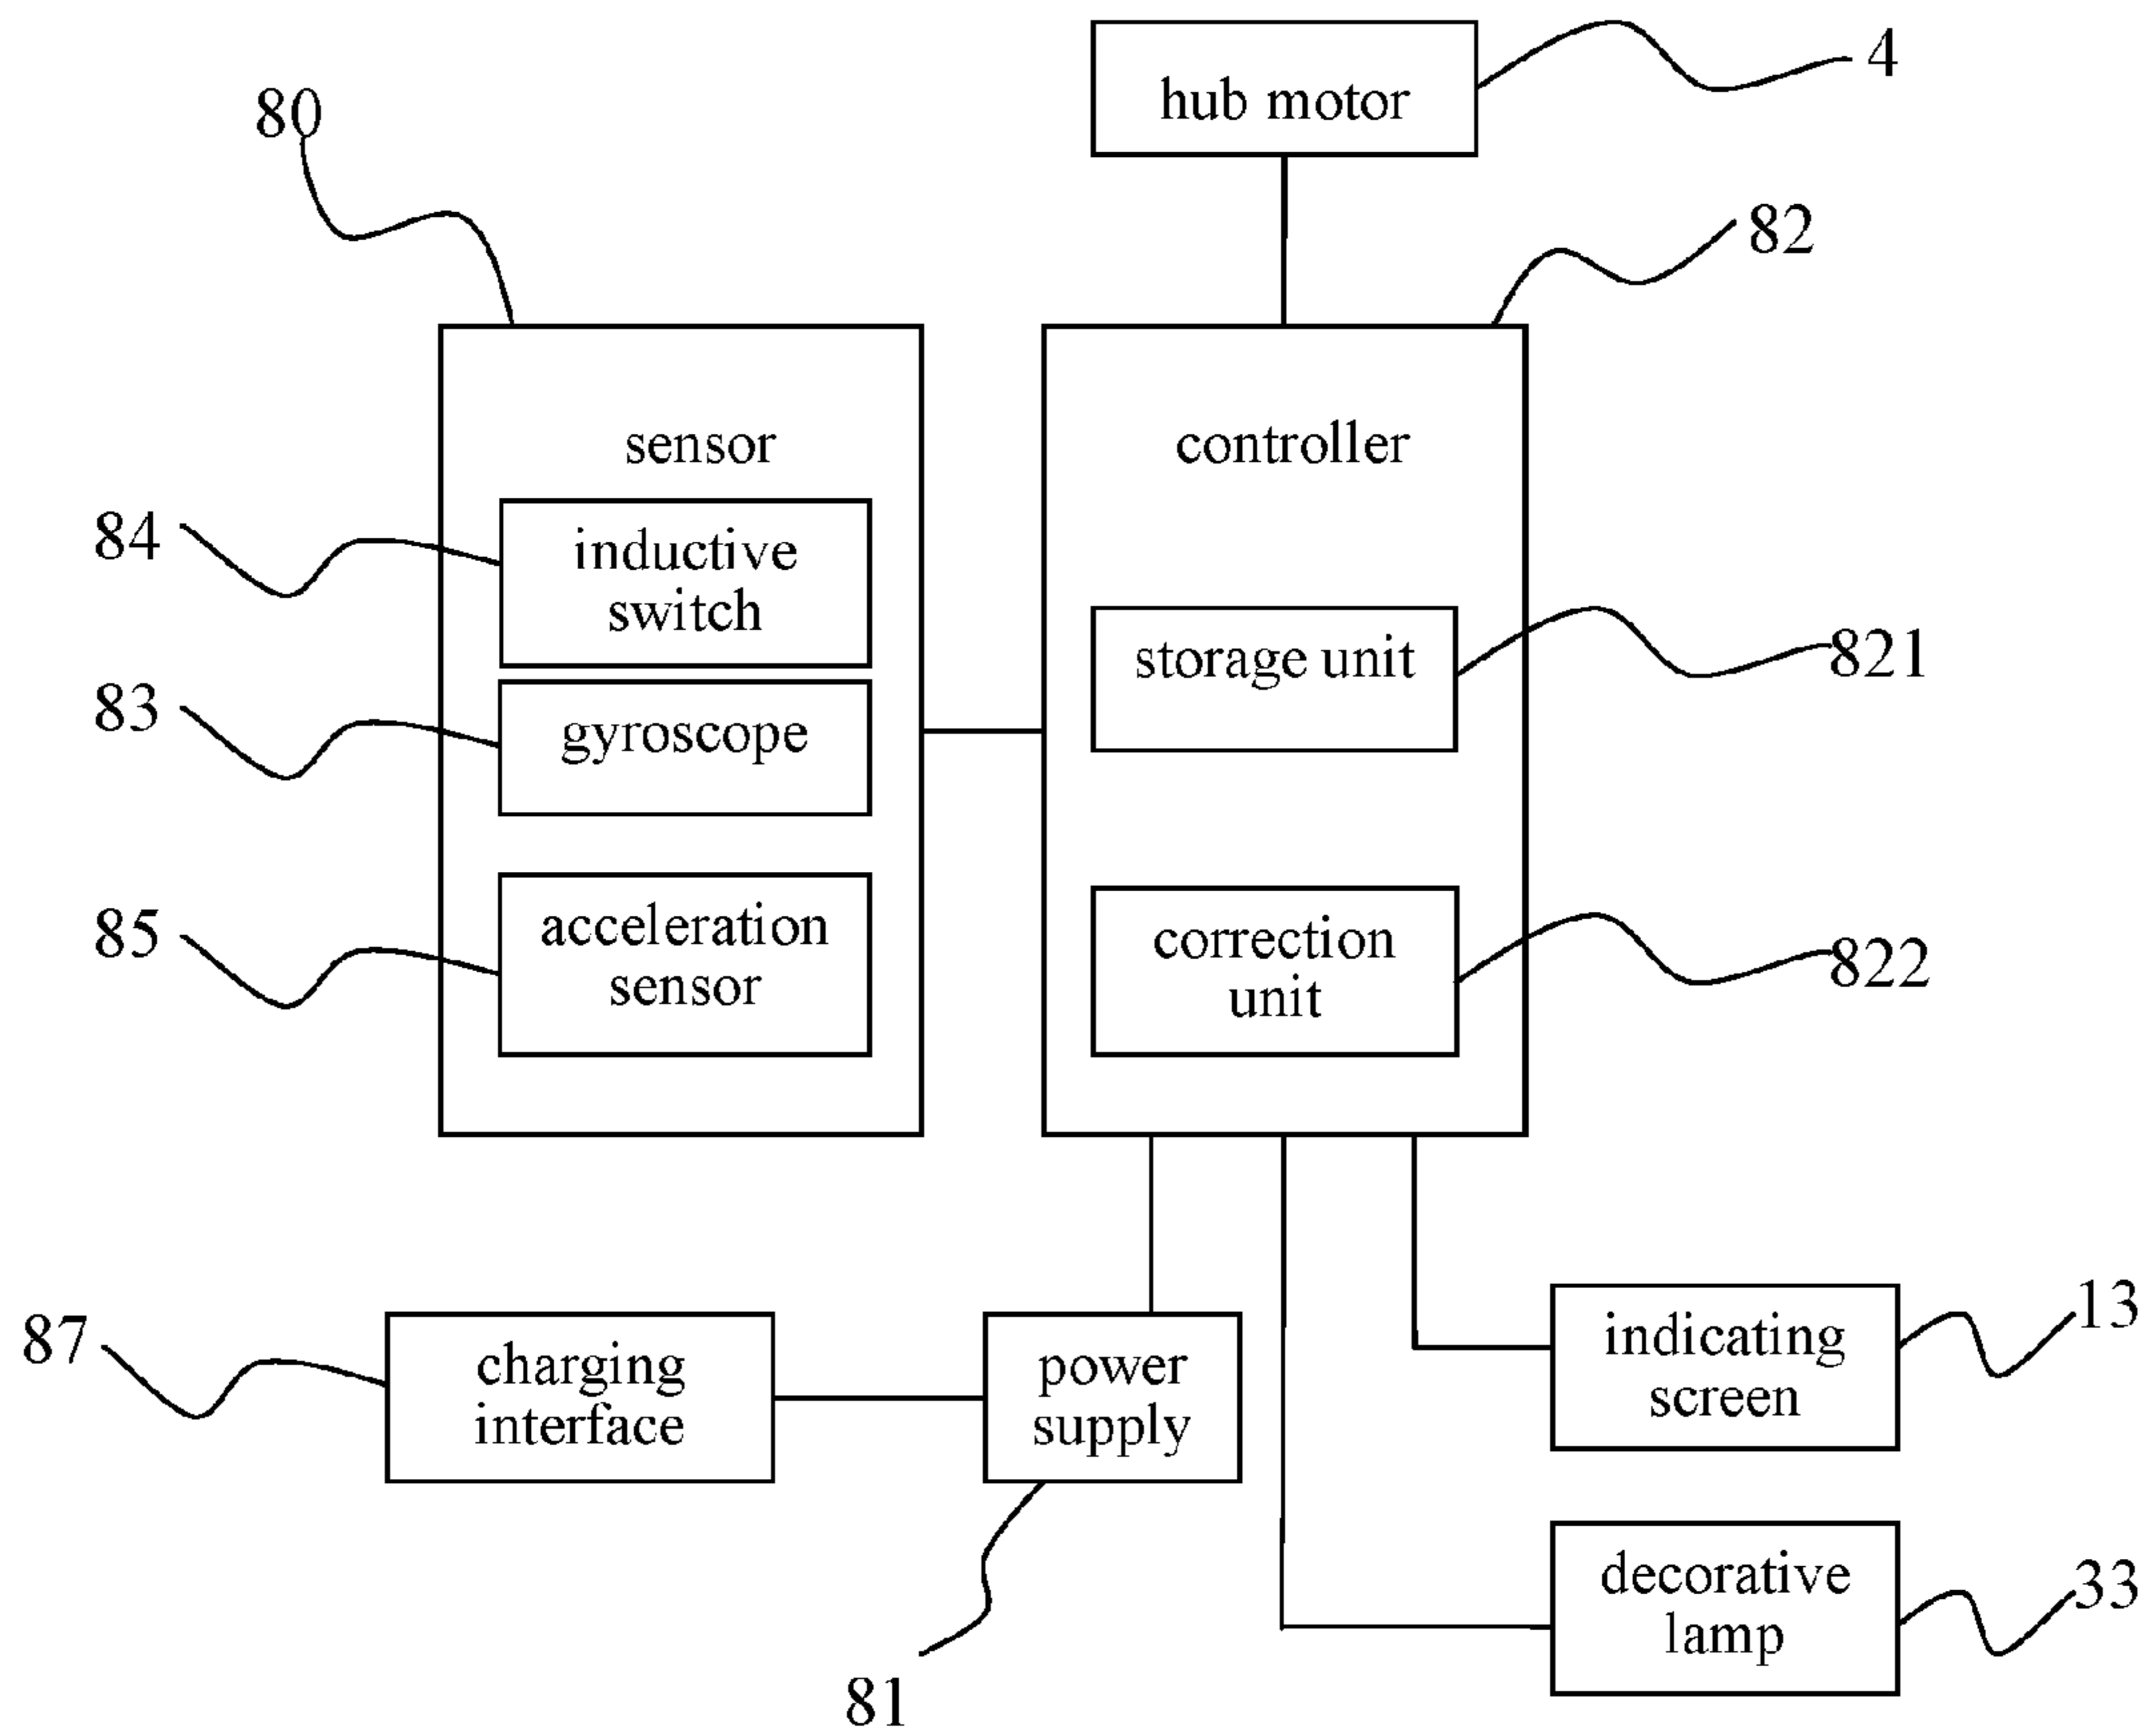 hub motor
4
80
82
sensor
controller
84
inductive
switch
storage unit
821
83
gyroscope
85
acceleration
sensor
correction
unit
822
87
charging
interface
power
supply
indicating
screen
13
decorative
lamp
33
81